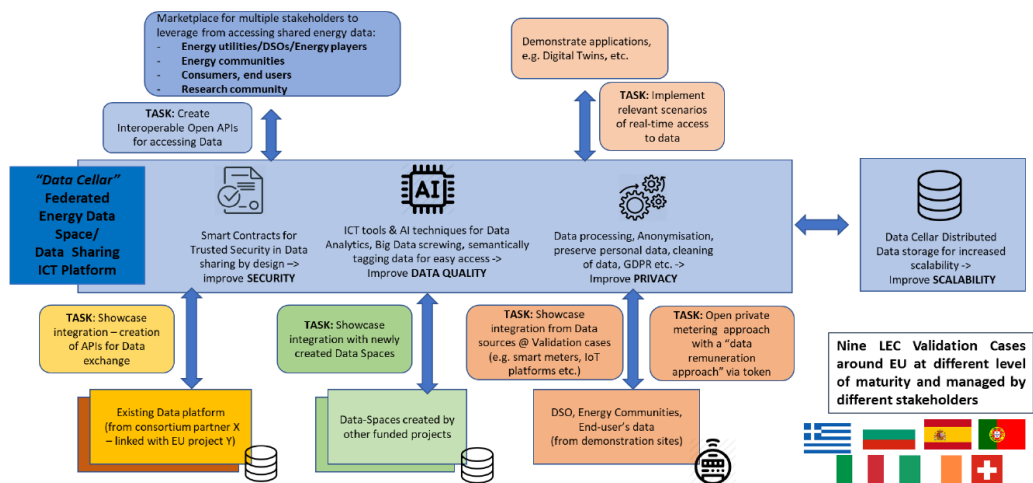 Marketplace for multiple stakeholders to
leverage from accessing shared energy data:
- Energy utilities/DSOs/Energy players
- Energy communities
- Consumers, end users
- Research community
Demonstrate applications,
e.g. Digital Twins, etc.
TASK: Create
Interoperable Open APIs
for accessing Data
TASK: Implement
relevant scenarios
of real-time access
to data
"Data Cellar"
Federated
Energy Data
Space/
Data Sharing
ICT Platform
Smart Contracts for
Trusted Security in Data
sharing by design –>
improve SECURITY
AI
ICT tools & AI techniques for Data
Analytics, Big Data screwing, semantically
tagging data for easy access ->
Improve DATA QUALITY
Data processing, Anonymisation,
preserve personal data, cleaning
of data, GDPR etc. ->
Improve PRIVACY
Data Cellar Distributed
Data storage for increased
scalability ->
Improve SCALABILITY
TASK: Showcase
integration – creation
of APIs for Data
exchange
TASK: Showcase
integration with newly
created Data Spaces
TASK: Showcase
integration from Data
sources @ Validation cases
(e.g. smart meters, IoT
platforms etc.)
TASK: Open private
metering approach
with a "data
remuneration
approach" via token
Existing Data platform
(from consortium partner X
– linked with EU project Y)
Data-Spaces created by
other funded projects
DSO, Energy Communities,
End-user's data
(from demonstration sites)
Nine LEC Validation Cases
around EU at different level
of maturity and managed by
different stakeholders